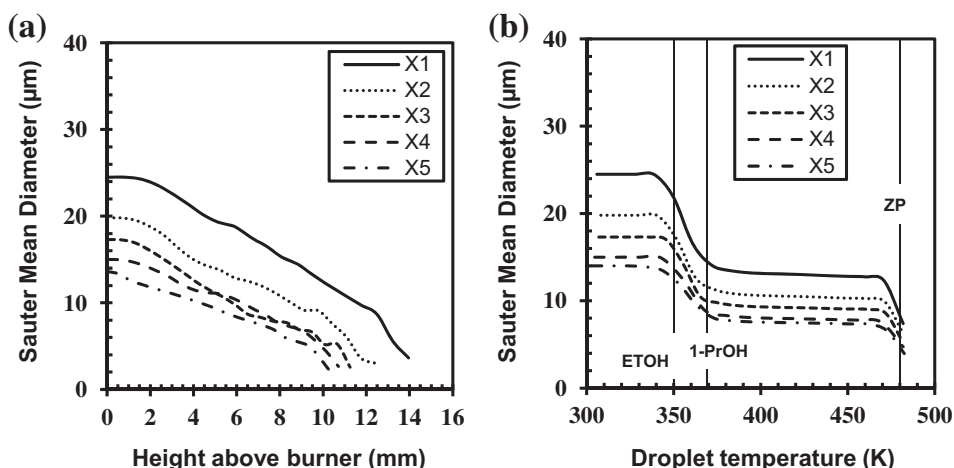 (a)
40
30
20
10
0
Sauter Mean Diameter (µm)
X1
X2
X3
X4
X5
0 2 4 6 8 10 12 14 16
Height above burner (mm)
(b)
40
30
20
10
0
Sauter Mean Diameter (µm)
X1
X2
X3
X4
X5
ZP
ETOH
1-PrOH
300 350 400 450 500
Droplet temperature (K)